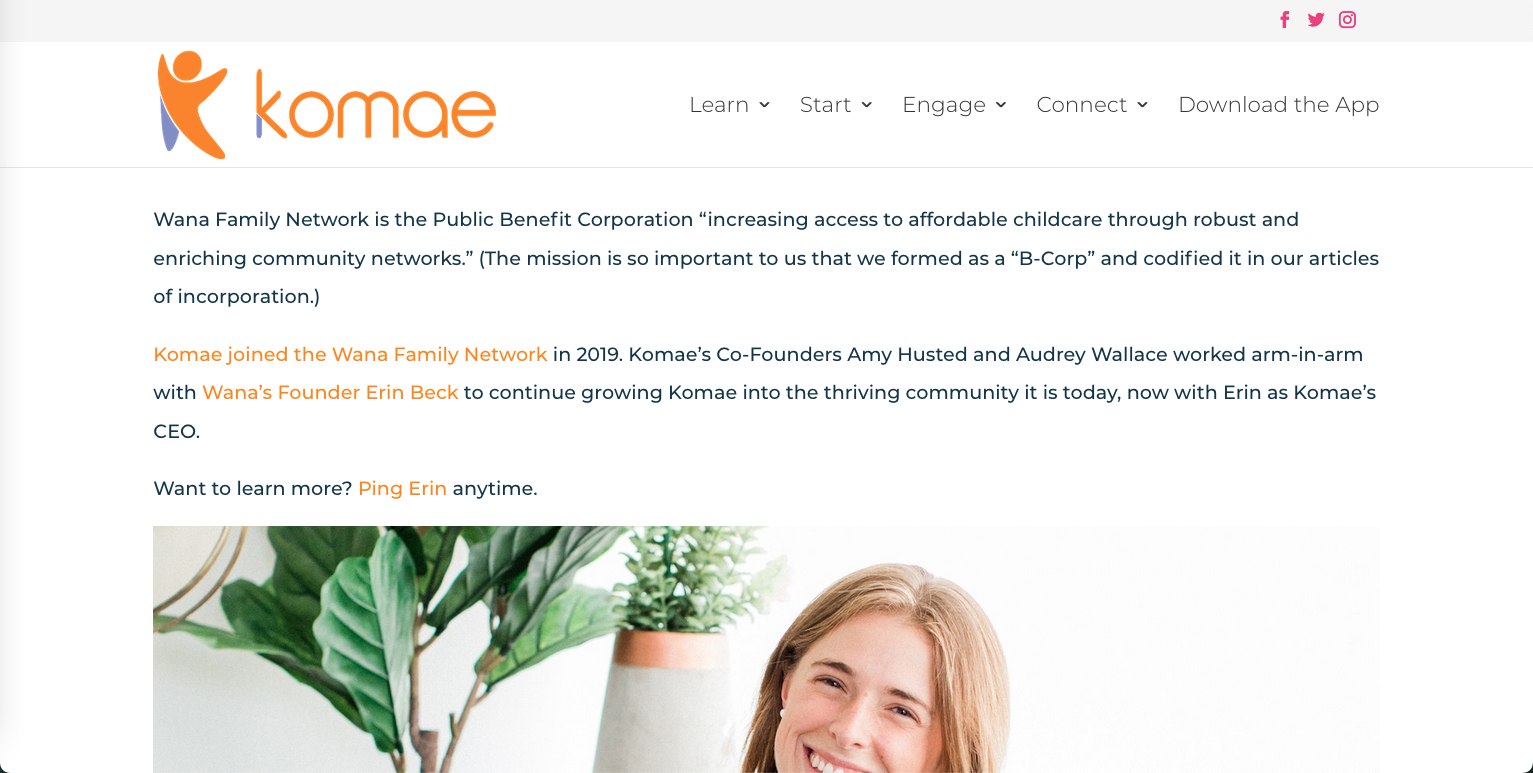 komae
Learn
Start
Engage
Connect
Download the App
Wana Family Network is the Public Benefit Corporation “increasing access to affordable childcare through robust and
enriching community networks.” (The mission is so important to us that we formed as a “B-Corp” and codified it in our articles
of incorporation.)
Komae joined the Wana Family Network in 2019. Komae’s Co-Founders Amy Husted and Audrey Wallace worked arm-in-arm
with Wana’s Founder Erin Beck to continue growing Komae into the thriving community it is today, now with Erin as Komae’s
CEO.
Want to learn more? Ping Erin anytime.